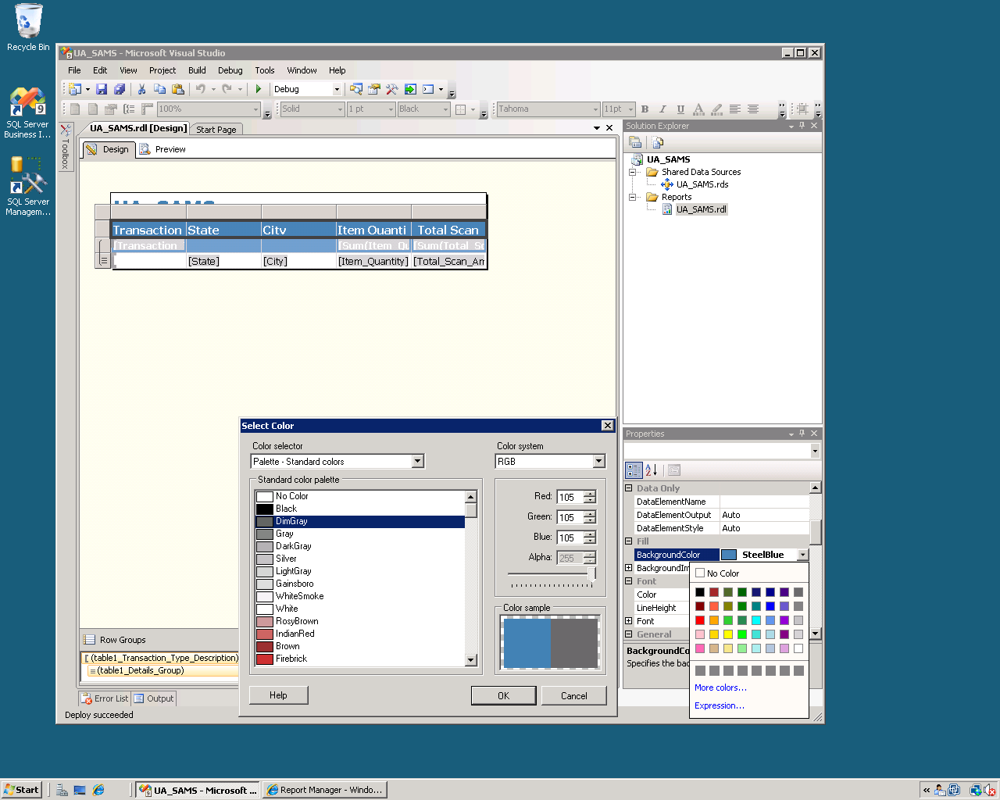 Recycle Bin
SQL Server
Business I...
SQL Server
Managem...
UA_SAMS - Microsoft Visual Studio
File Edit View Project Build Debug Tools Window Help
Debug
100% Solid 1 pt Black Tahoma 11pt B I U A
Toolbox
UA_SAMS.rdl [Design] Start Page
Design Preview
UA_SAMS
Transaction State City Item Quanti Total Scan
[Transaction [Sum(Item_Qu [Sum(Total_Sc
[State] [City] [Item_Quantity] [Total_Scan_Am
Row Groups
(table1_Transaction_Type_Description)
(table1_Details_Group)
Error List Output
Deploy succeeded
Solution Explorer
UA_SAMS
Shared Data Sources
UA_SAMS.rds
Reports
UA_SAMS.rdl
Properties
Data Only
DataElementName
DataElementOutput Auto
DataElementStyle Auto
Fill
BackgroundColor SteelBlue
BackgroundIm
Font
Color
LineHeight
Font
General
BackgroundCo
Specifies the bac
No Color
More colors...
Expression...
Select Color
Color selector Color system
Palette - Standard colors RGB
Standard color palette
No Color
Black
DimGray
Gray
DarkGray
Silver
LightGray
Gainsboro
WhiteSmoke
White
RosyBrown
IndianRed
Brown
Firebrick
Red: 105
Green: 105
Blue: 105
Alpha: 255
Color sample
Help OK Cancel
Start UA_SAMS - Microsoft ... Report Manager - Windo...